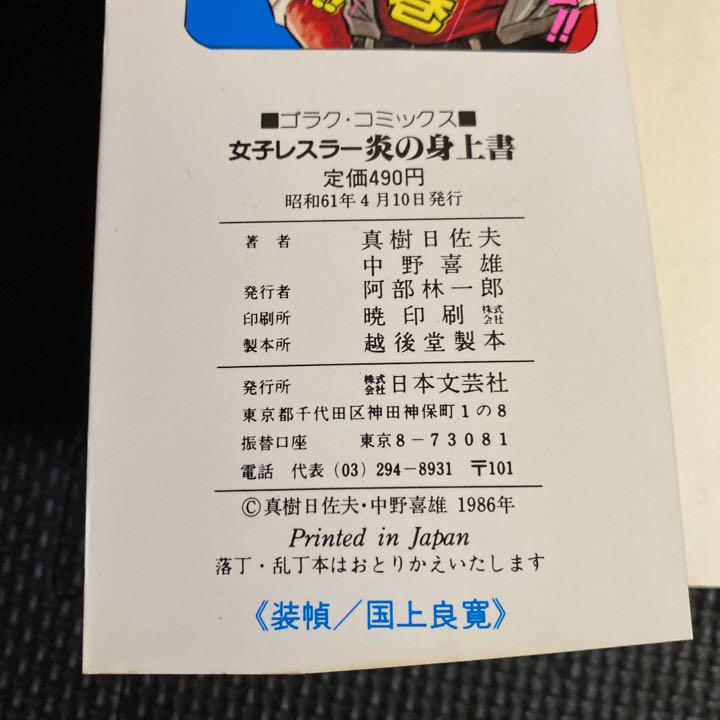 巻
!!
!!
■ゴラク・コミックス■
女子レスラー炎の身上書
定価490円
昭和61年4月10日発行
著者 真樹日佐夫
中野喜雄
発行者 阿部林一郎
印刷所 暁印刷株式会社
製本所 越後堂製本
発行所 株式会社日本文芸社
東京都千代田区神田神保町1の8
振替口座 東京8-73081
電話 代表(03)294-8931 〒101
©真樹日佐夫・中野喜雄 1986年
Printed in Japan
落丁・乱丁本はおとりかえいたします
《装幀/国上良寛》